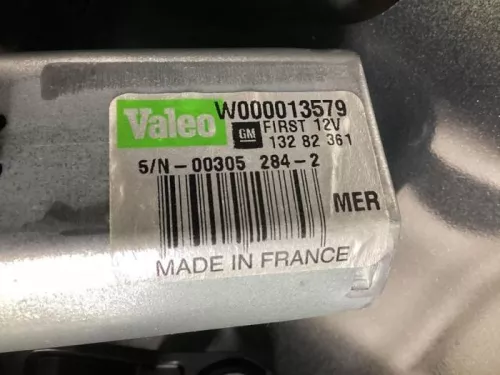 Valeo W000013579
GM FIRST 12V
132 82 361
S/N-00305 284-2
MER
MADE IN FRANCE